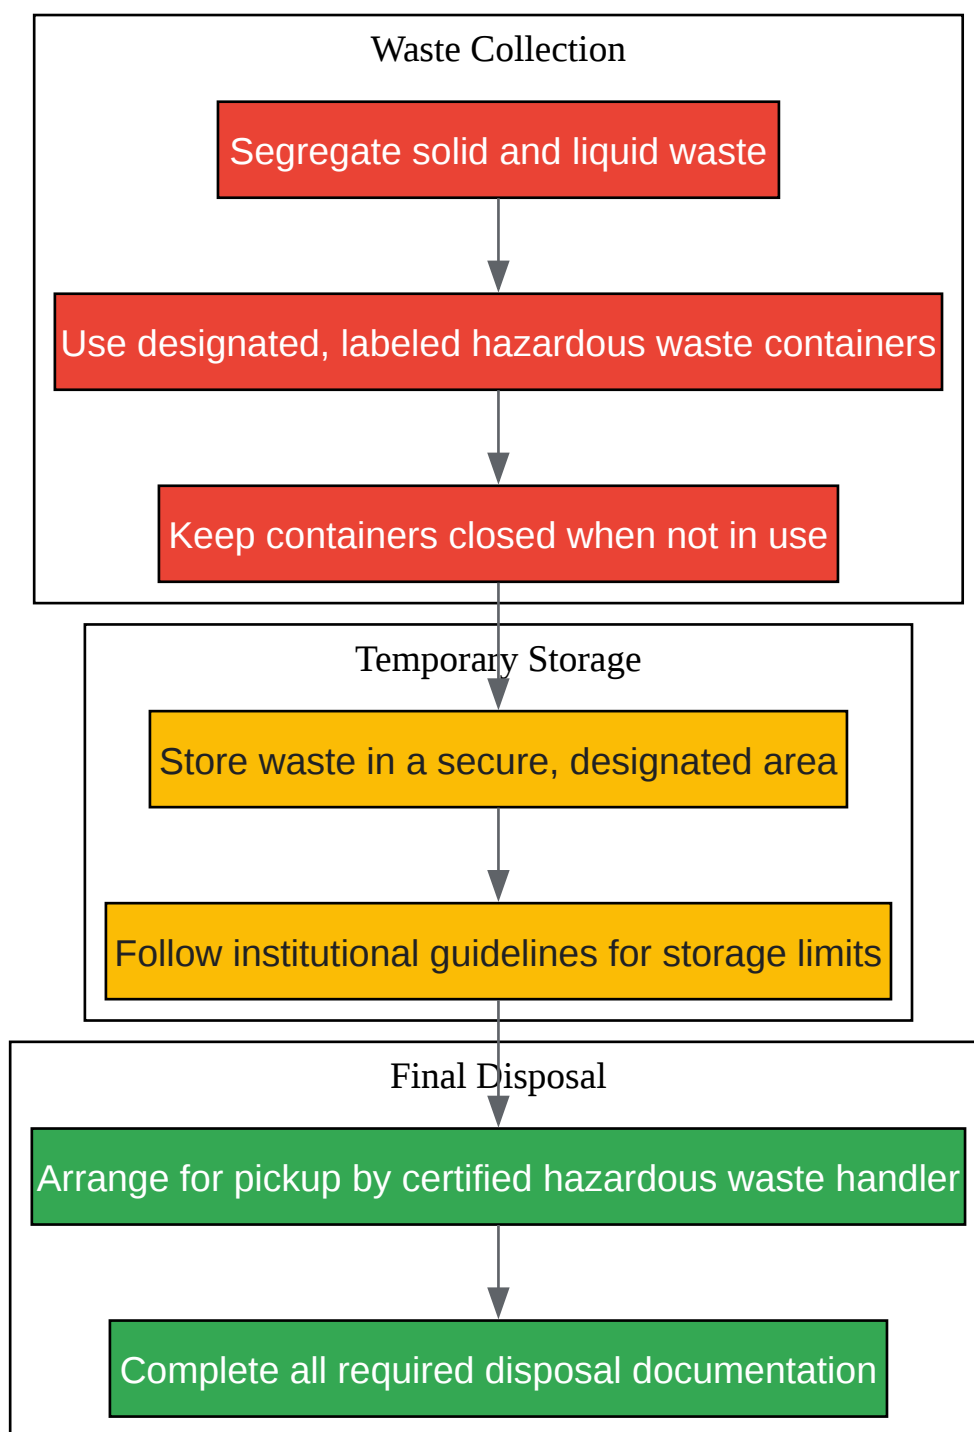 Waste Collection
Segregate solid and liquid waste
Use designated, labeled hazardous waste containers
Keep containers closed when not in use
Temporary Storage
Store waste in a secure, designated area
Follow institutional guidelines for storage limits
Final Disposal
Arrange for pickup by certified hazardous waste handler
Complete all required disposal documentation